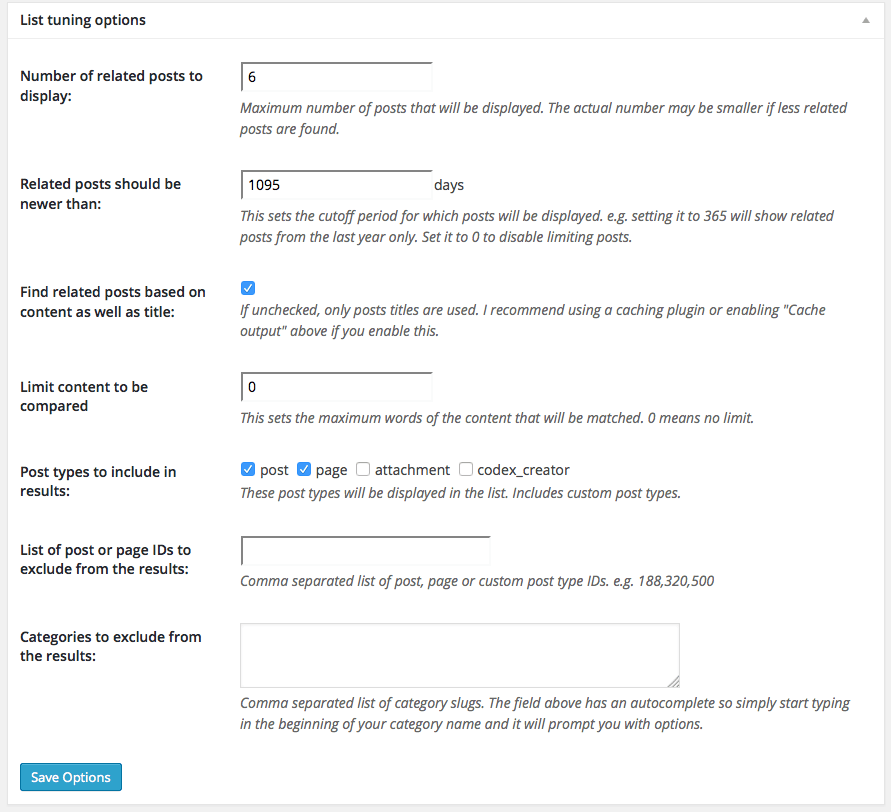 List tuning options
Number of related posts to
display:
6
Maximum number of posts that will be displayed. The actual number may be smaller if less related
posts are found.
Related posts should be
newer than:
1095 days
This sets the cutoff period for which posts will be displayed. e.g. setting it to 365 will show related
posts from the last year only. Set it to 0 to disable limiting posts.
Find related posts based on
content as well as title:
If unchecked, only posts titles are used. I recommend using a caching plugin or enabling "Cache
output" above if you enable this.
Limit content to be
compared
0
This sets the maximum words of the content that will be matched. 0 means no limit.
Post types to include in
results:
post page attachment codex_creator
These post types will be displayed in the list. Includes custom post types.
List of post or page IDs to
exclude from the results:
Comma separated list of post, page or custom post type IDs. e.g. 188,320,500
Categories to exclude from
the results:
Comma separated list of category slugs. The field above has an autocomplete so simply start typing
in the beginning of your category name and it will prompt you with options.
Save Options